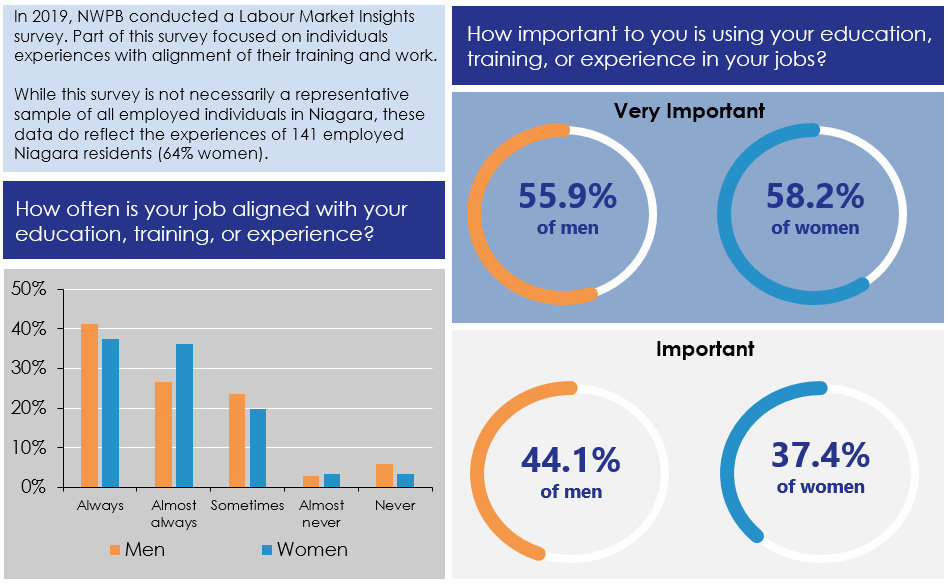 In 2019, NWPB conducted a Labour Market Insights
survey. Part of this survey focused on individuals
experiences with alignment of their training and work.
While this survey is not necessarily a representative
sample of all employed individuals in Niagara, these
data do reflect the experiences of 141 employed
Niagara residents (64% women).
How often is your job aligned with your
education, training, or experience?
50%
40%
30%
20%
10%
0%
Always
Almost
always
Sometimes
Almost
never
Never
Men
Women
How important to you is using your education,
training, or experience in your jobs?
Very Important
55.9%
of men
58.2%
of women
Important
44.1%
of men
37.4%
of women